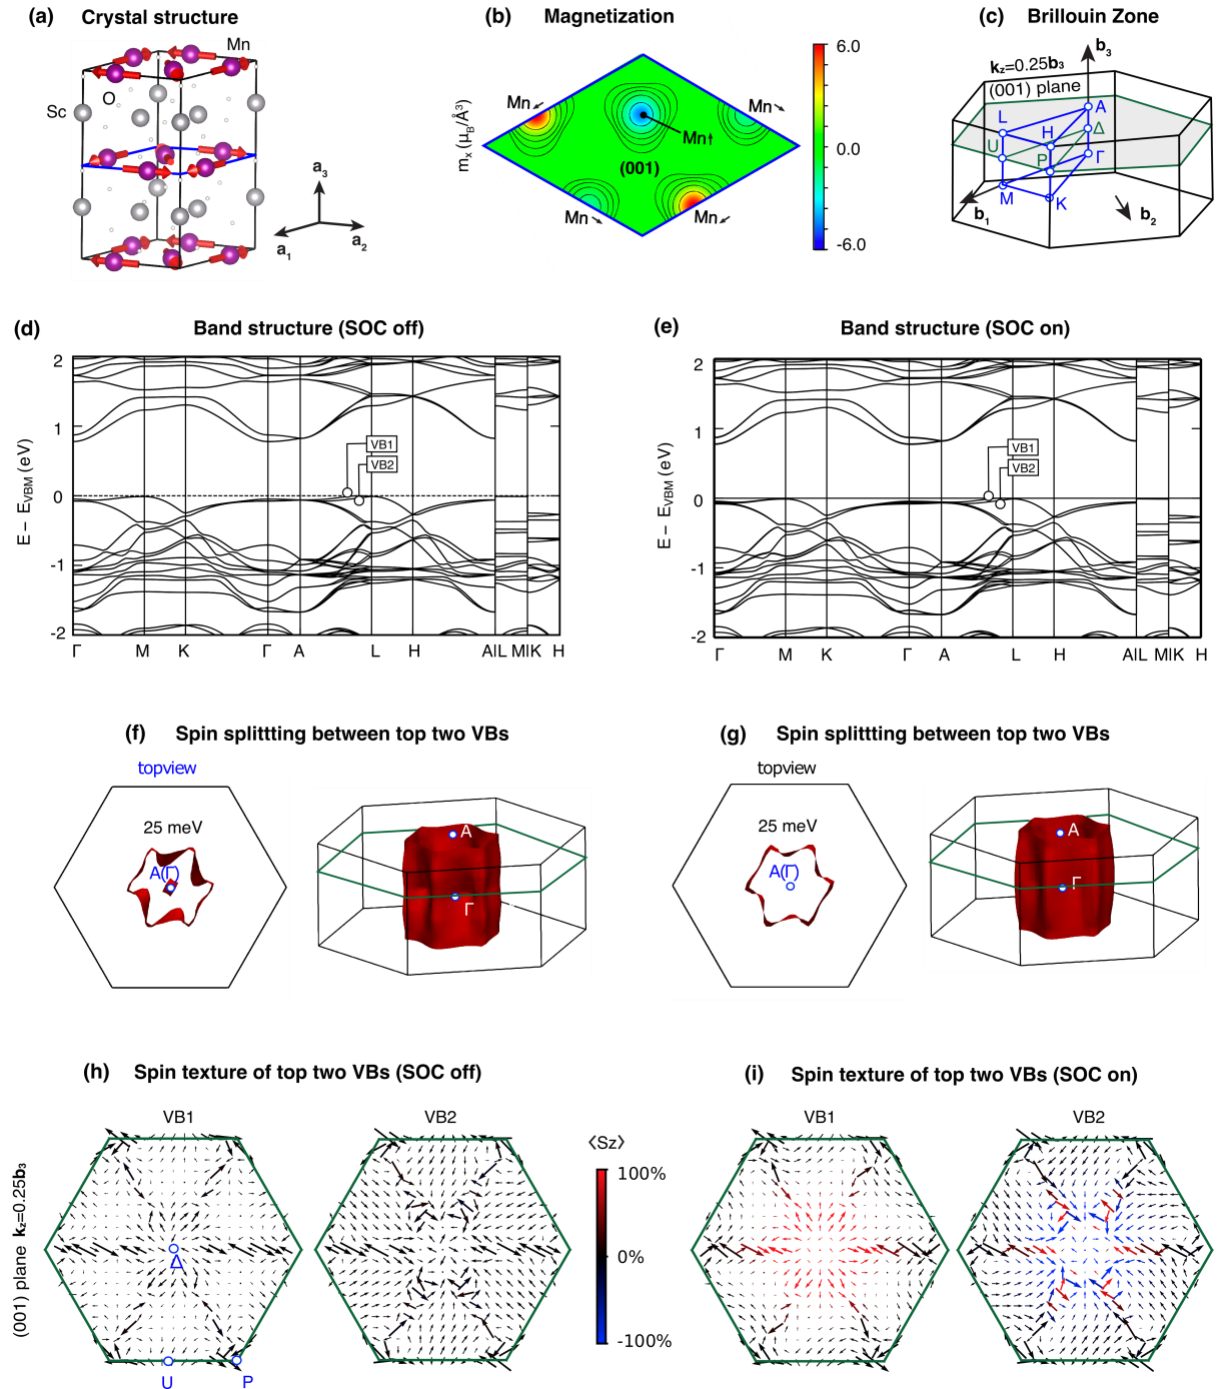 (a) Crystal structure
Mn
Sc
O
a3
a1
a2
(b) Magnetization
6.0
0.0
-6.0
mx (μB/Å³)
Mn
Mn
Mn↑
(001)
Mn
Mn
(c) Brillouin Zone
b3
kz=0.25b3
(001) plane
L
H
A
Δ
U
P
Γ
M
K
b1
b2
(d) Band structure (SOC off)
2
1
0
-1
-2
E − EVBM (eV)
VB1
VB2
Γ M K Γ A L H A|L M|K H
(e) Band structure (SOC on)
2
1
0
-1
-2
E − EVBM (eV)
VB1
VB2
Γ M K Γ A L H A|L M|K H
(f) Spin splittting between top two VBs
topview
25 meV
A(Γ)
A
Γ
(g) Spin splittting between top two VBs
topview
25 meV
A(Γ)
A
Γ
(h) Spin texture of top two VBs (SOC off)
VB1
VB2
(001) plane kz=0.25b3
Δ
U
P
⟨Sz⟩
100%
0%
-100%
(i) Spin texture of top two VBs (SOC on)
VB1
VB2